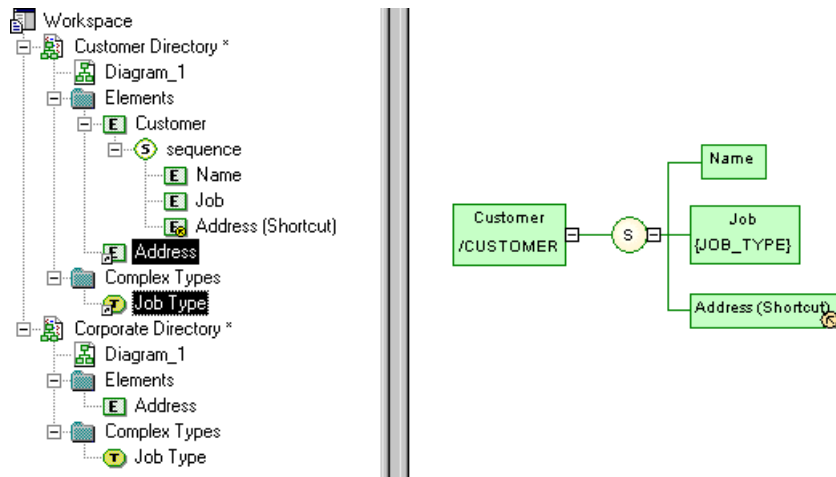 Workspace
Customer Directory *
Diagram_1
Elements
E Customer
S sequence
E Name
E Job
E Address (Shortcut)
E Address
Complex Types
T Job Type
Corporate Directory *
Diagram_1
Elements
E Address
Complex Types
T Job Type
Customer
/CUSTOMER
S
Name
Job
{JOB_TYPE}
Address (Shortcut)